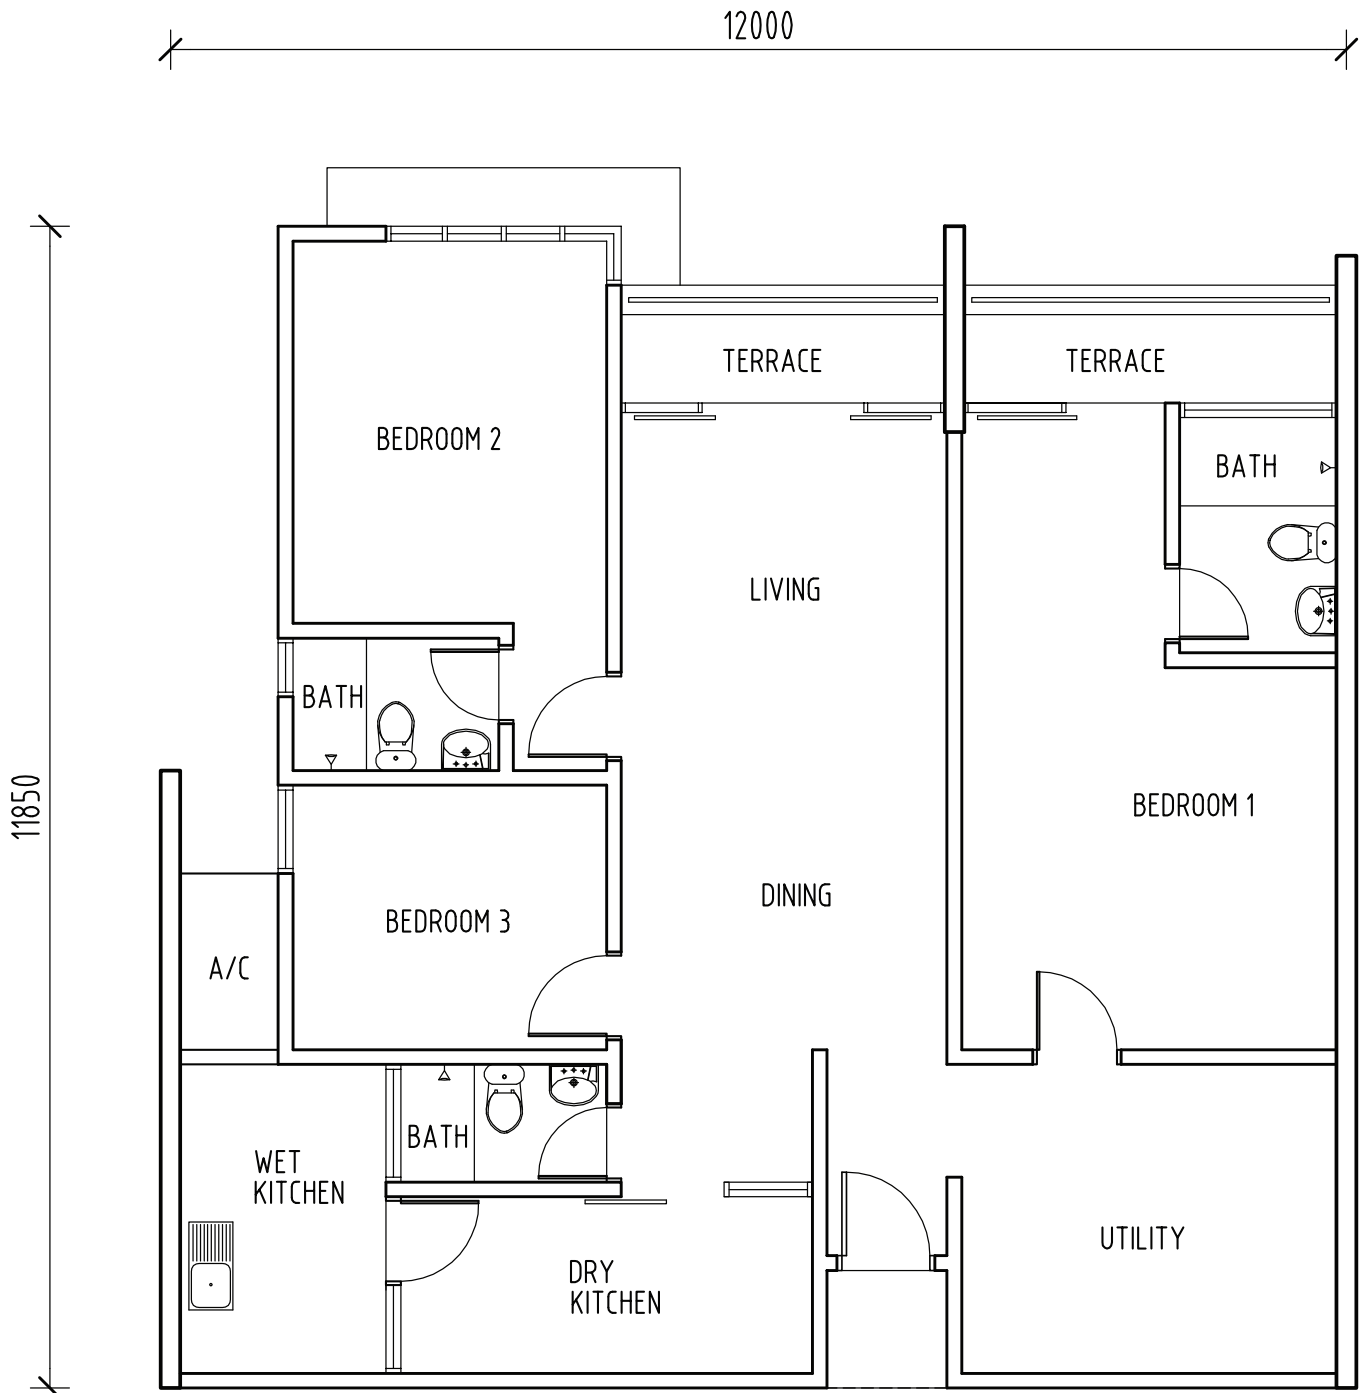 12000
TERRACE
TERRACE
BEDROOM 2
BATH
LIVING
BATH
11850
BEDROOM 1
DINING
BEDROOM 3
A/C
BATH
WET
KITCHEN
UTILITY
DRY
KITCHEN